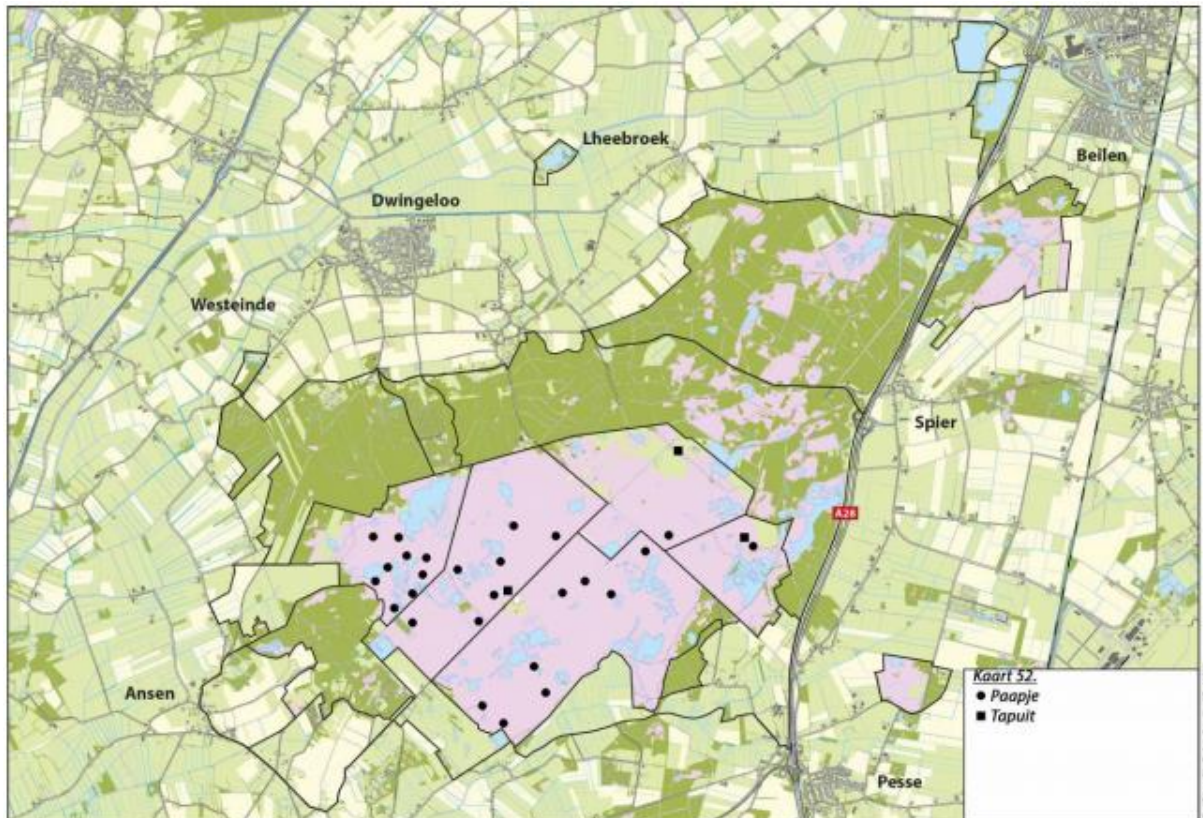 Lheebroek
Beilen
Dwingeloo
Westeinde
Spier
A28
Ansen
Kaart 52.
Paapje
Tapuit
Pesse